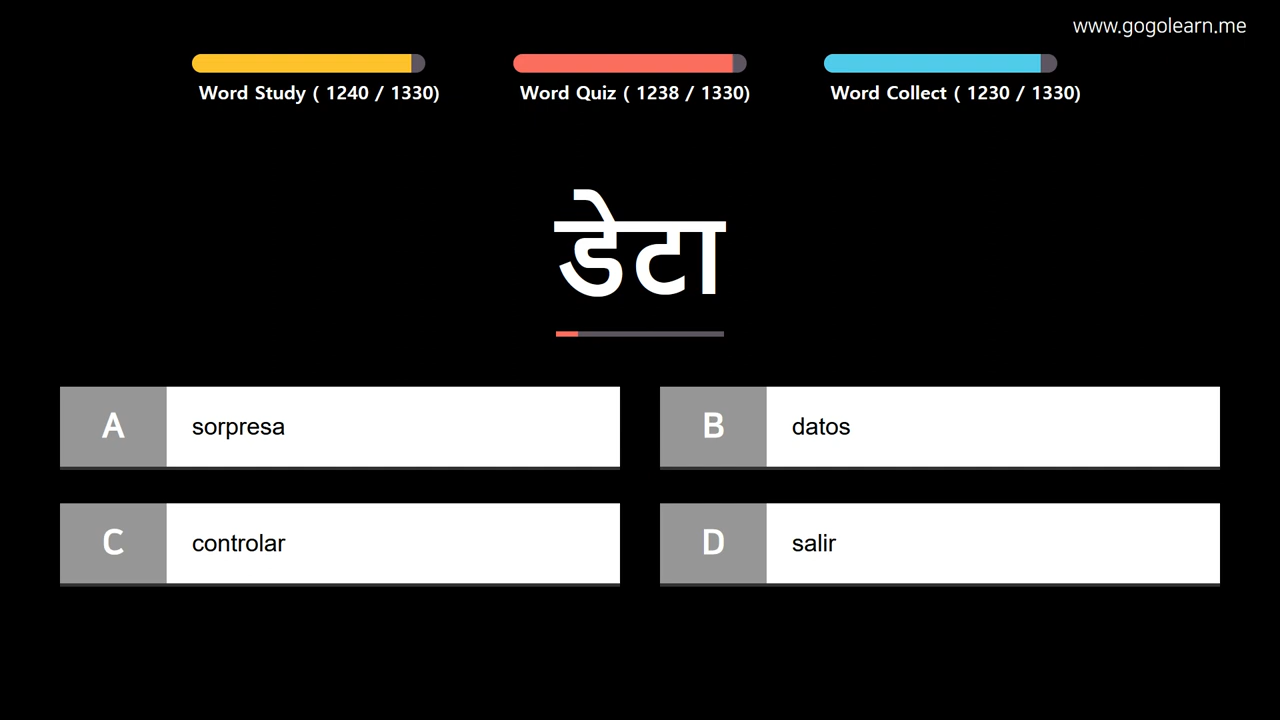 www.gogolearn.me
Word Study ( 1240 / 1330)
Word Quiz ( 1238 / 1330)
Word Collect ( 1230 / 1330)
डेटा
A sorpresa
B datos
C controlar
D salir